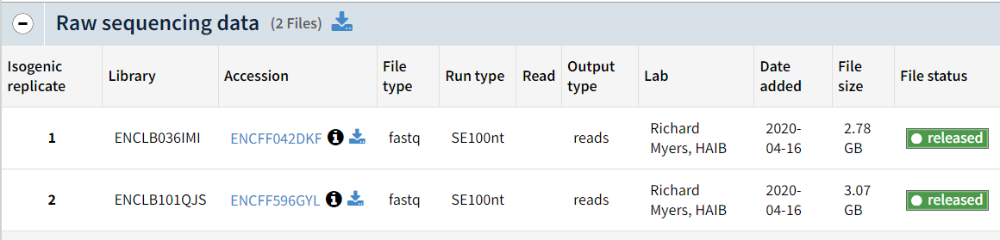 Raw sequencing data (2 Files)
Isogenic replicate Library Accession File type Run type Read Output type Lab Date added File size File status
1 ENCLB036IMI ENCFF042DKF fastq SE100nt reads Richard Myers, HAIB 2020-04-16 2.78 GB released
2 ENCLB101QJS ENCFF596GYL fastq SE100nt reads Richard Myers, HAIB 2020-04-16 3.07 GB released